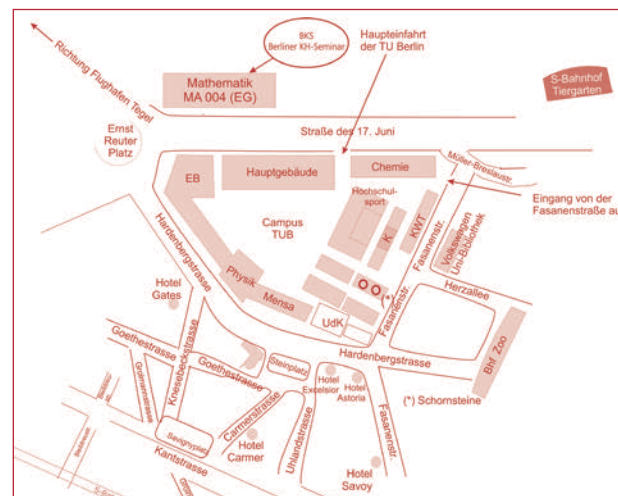 BKS
Berliner KH-Seminar
Haupteinfahrt
der TU Berlin
Richtung Flughafen Tegel
Mathematik
MA 004 (EG)
S-Bahnhof
Tiergarten
Ernst
Reuter
Platz
Straße des 17. Juni
Müller-Breslaustr.
EB
Hauptgebäude
Chemie
Hochschul-
sport
Eingang von der
Fasanenstraße au
Campus
TUB
K
KWT
Fasanenstr.
Volkswagen
Uni-Bibliothek
Hardenbergstrasse
Physik
Mensa
(*)
UdK
Fasanenstr.
Herzallee
Hotel
Gates
Goethestrasse
Knesebeckstrasse
Grolmannstrasse
Goethestrasse
Steinplatz
Hardenbergstrasse
Bhf Zoo
Hotel
Excelsior
Hotel
Astoria
(*) Schornsteine
Carmerstrasse
Uhlandstrasse
Fasanenstr.
Savignyplatz
Kantstrasse
Hotel
Carmer
Hotel
Savoy